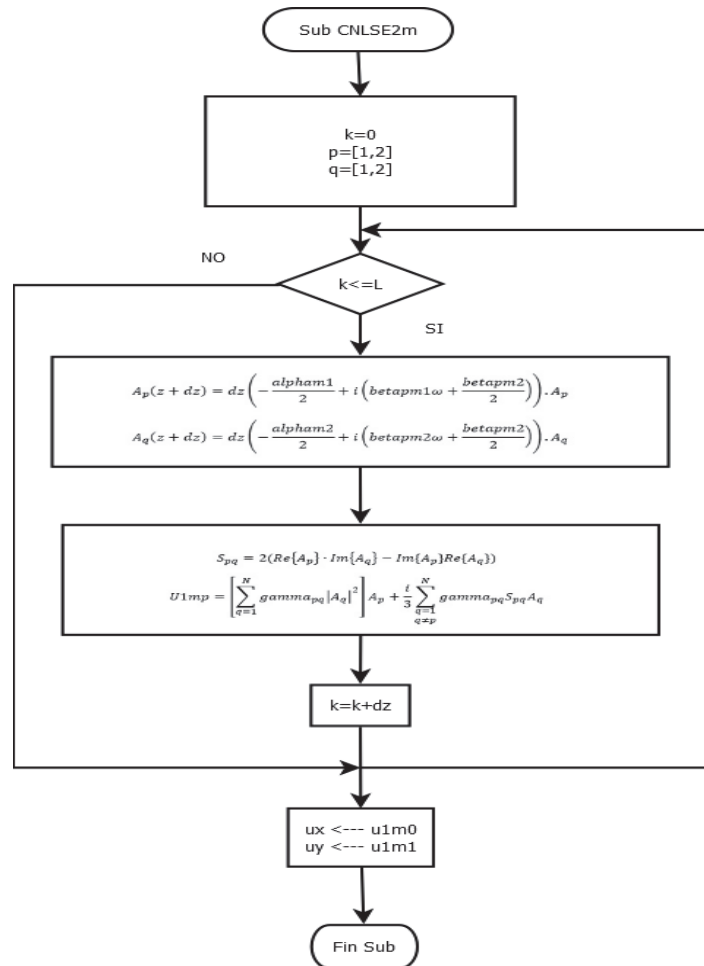 Sub CNLSE2m
k=0
p=[1,2]
q=[1,2]
NO
k<=L
SI
A_p(z + dz) = dz(-alpham1/2 + i(betapm1ω + betapm2/2)).A_p
A_q(z + dz) = dz(-alpham2/2 + i(betapm2ω + betapm2/2)).A_q
S_pq = 2(Re{A_p} · Im{A_q} − Im{A_p}Re{A_q})
U1mp = [∑_{q=1}^{N} gamma_pq|A_q|^2] A_p + i/3 ∑_{q=1 q≠p}^{N} gamma_pq S_pq A_q
k=k+dz
ux <--- u1m0
uy <--- u1m1
Fin Sub